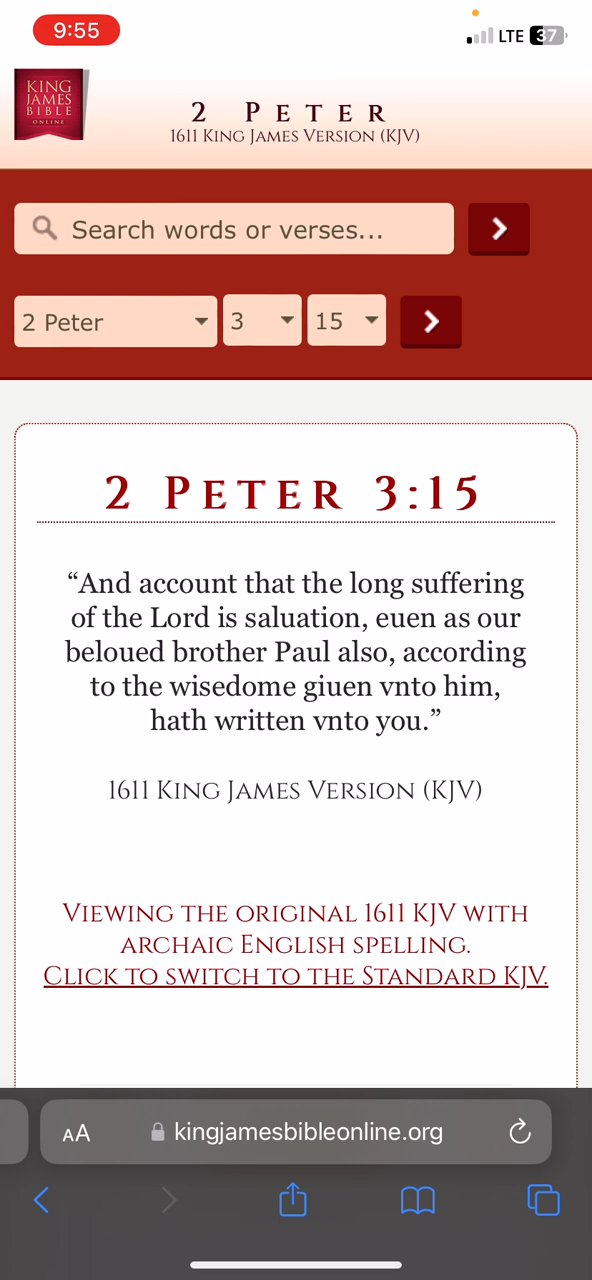 9:55
LTE 37
KING
JAMES
BIBLE
ONLINE
2 PETER
1611 KING JAMES VERSION (KJV)
Search words or verses...
2 Peter 3 15
2 PETER 3:15
“And account that the long suffering
of the Lord is saluation, euen as our
beloued brother Paul also, according
to the wisedome giuen vnto him,
hath written vnto you.”
1611 KING JAMES VERSION (KJV)
VIEWING THE ORIGINAL 1611 KJV WITH
ARCHAIC ENGLISH SPELLING.
CLICK TO SWITCH TO THE STANDARD KJV.
AA kingjamesbibleonline.org